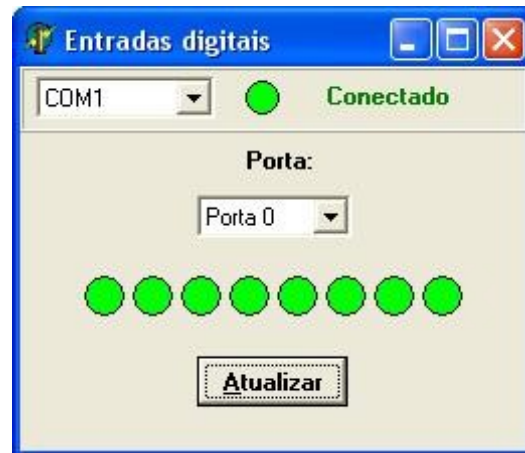 Entradas digitais
COM1 Conectado
Porta:
Porta 0
Atualizar